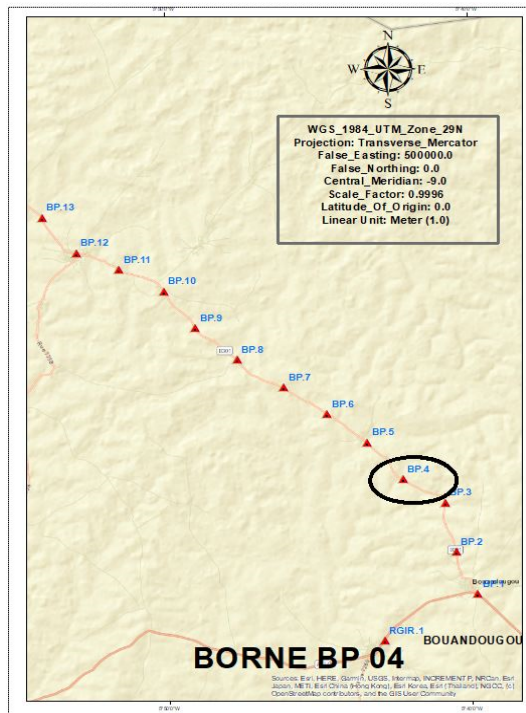 N
W E
S
WGS_1984_UTM_Zone_29N
Projection: Transverse_Mercator
False_Easting: 500000.0
False_Northing: 0.0
Central_Meridian: -9.0
Scale_Factor: 0.9996
Latitude_Of_Origin: 0.0
Linear Unit: Meter (1.0)
BP.13
BP.12
BP.11
BP.10
BP.9
BP.8
BP.7
BP.6
BP.5
BP.4
BP.3
BP.2
BP.1
RGIR.1
BOUANDOUGOU
BORNE BP 04
Sources: Esri, HERE, Garmin, USGS, Intermap, INCREMENT P, NRCan, Esri
Japan, METI, Esri China (Hong Kong), Esri Korea, Esri (Thailand), NGCC, (c)
OpenStreetMap contributors, and the GIS User Community